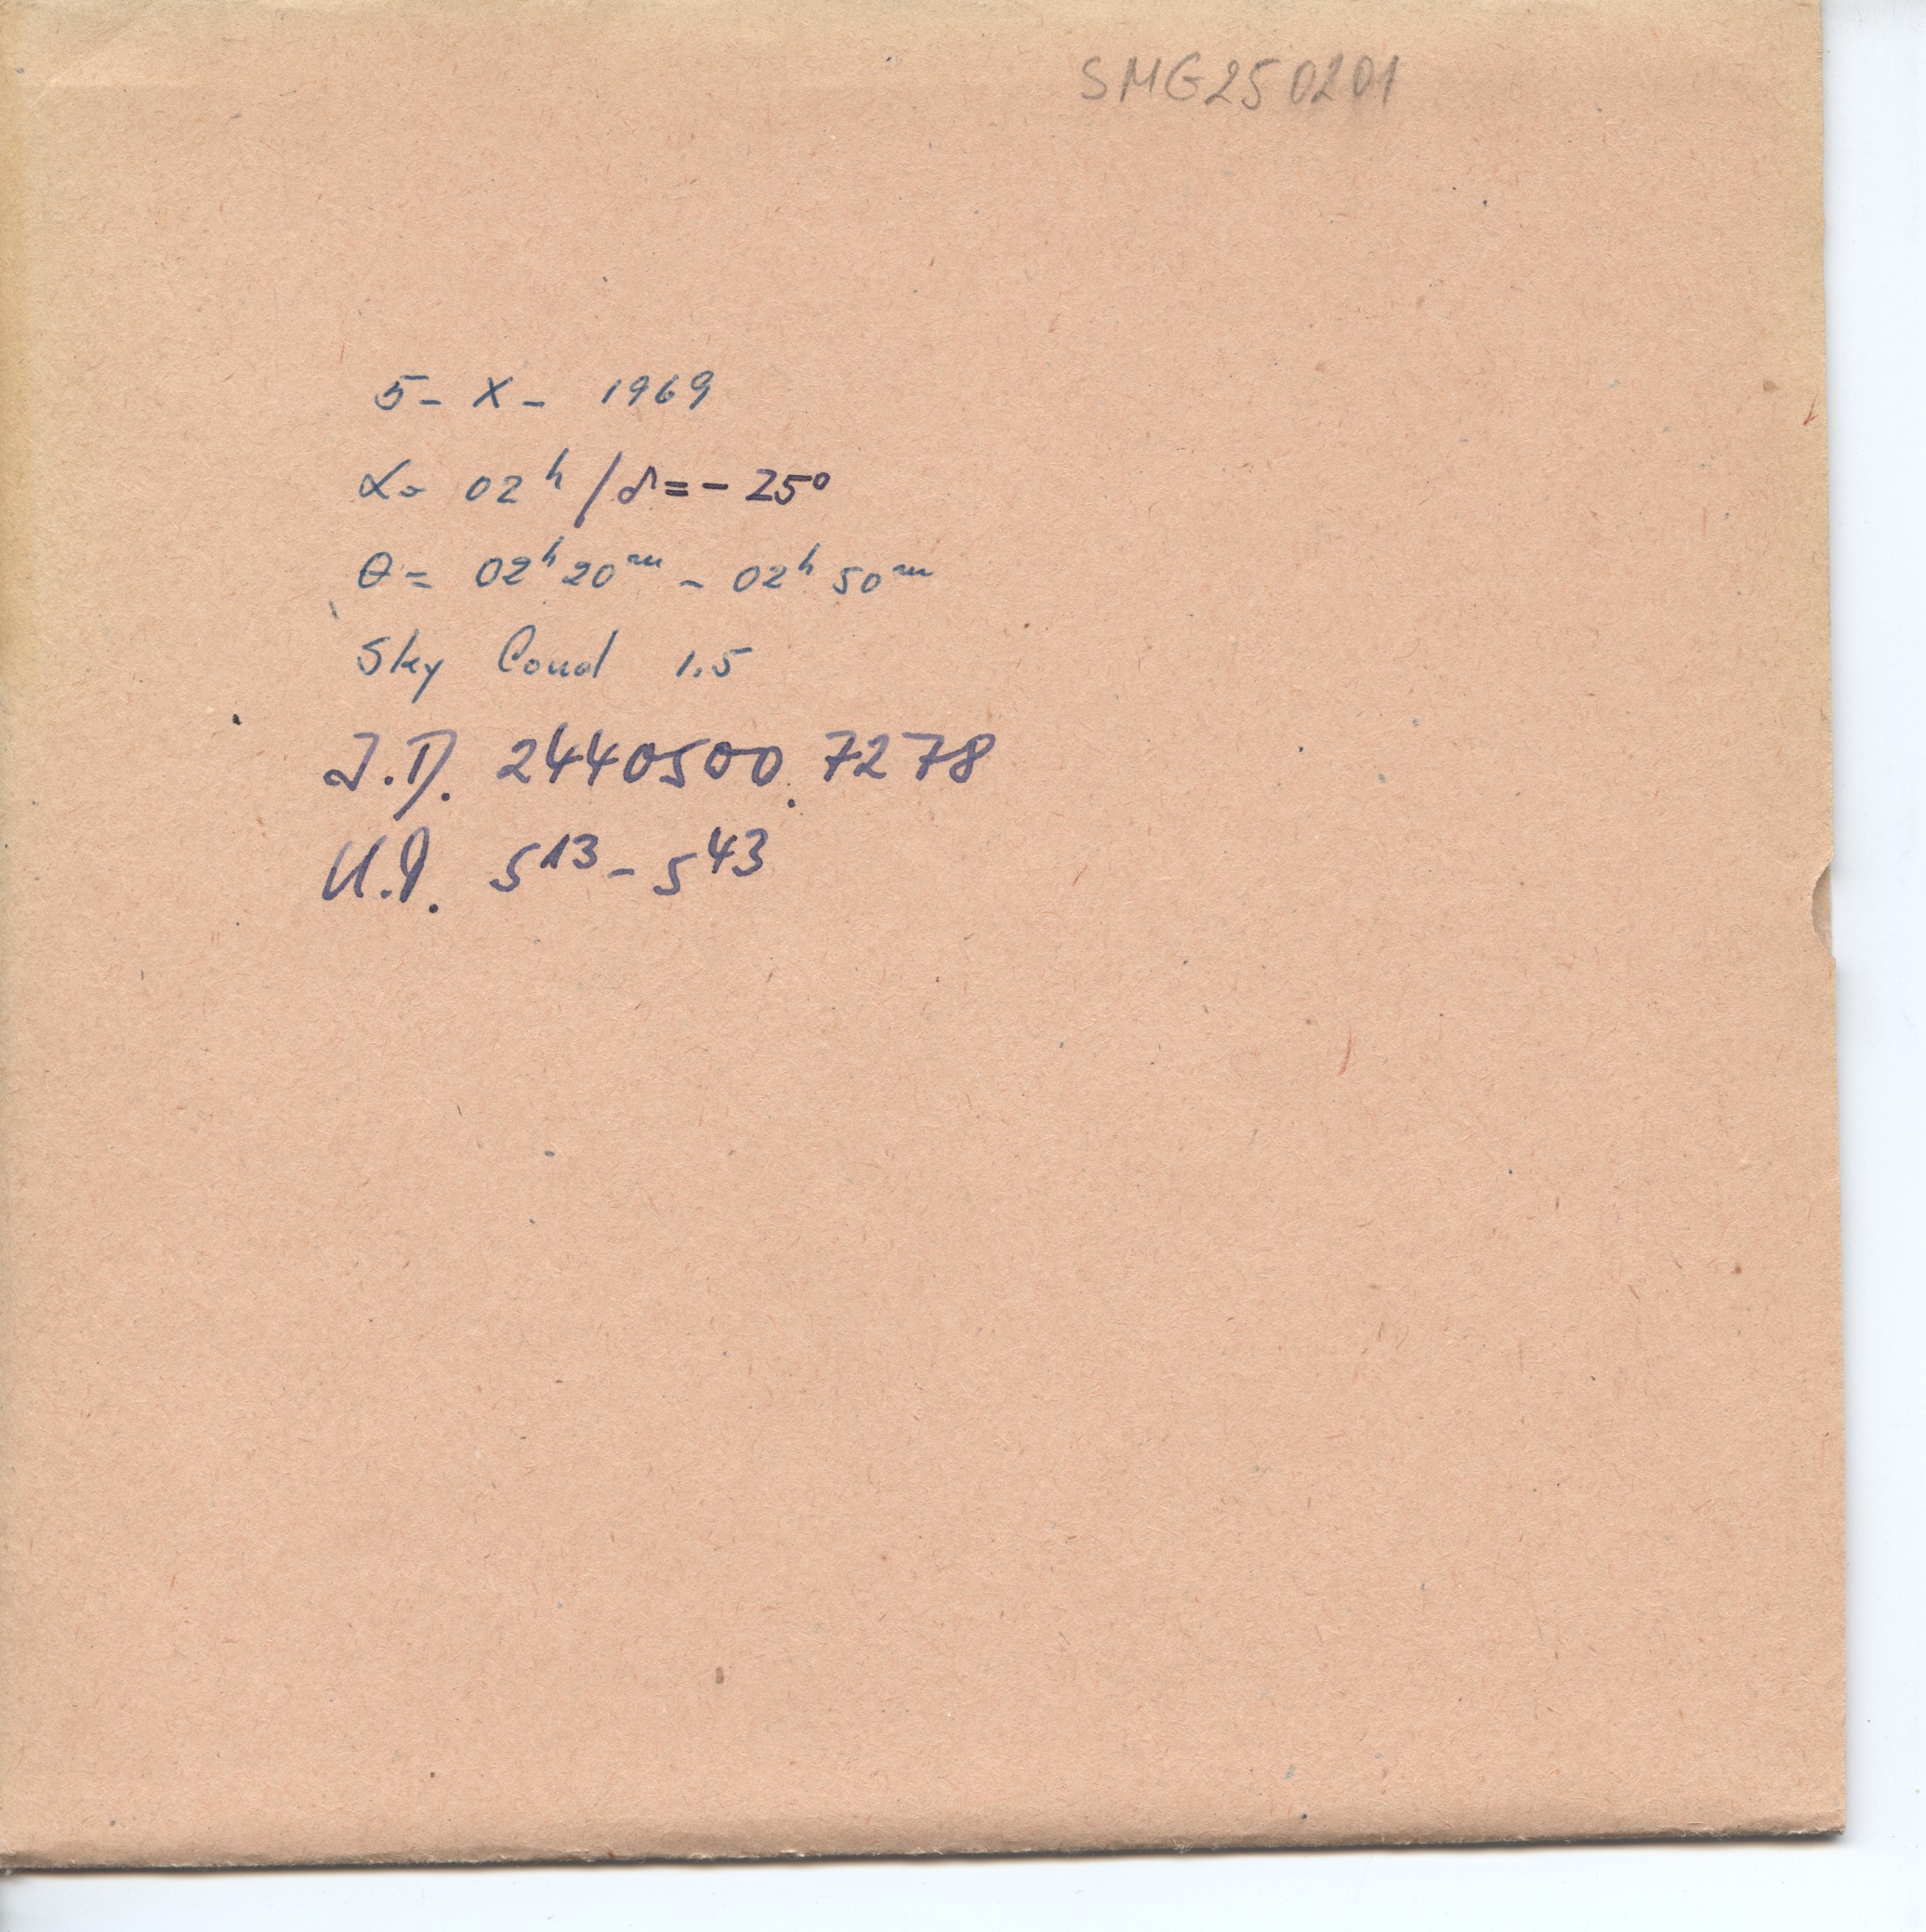 SMG250201
5- X- 1969
α= 02h / δ=- 25°
θ= 02h 20m - 02h 50m
Sky Cond 1.5
J.D. 2440500.7278
U.T. 5 13 - 5 43